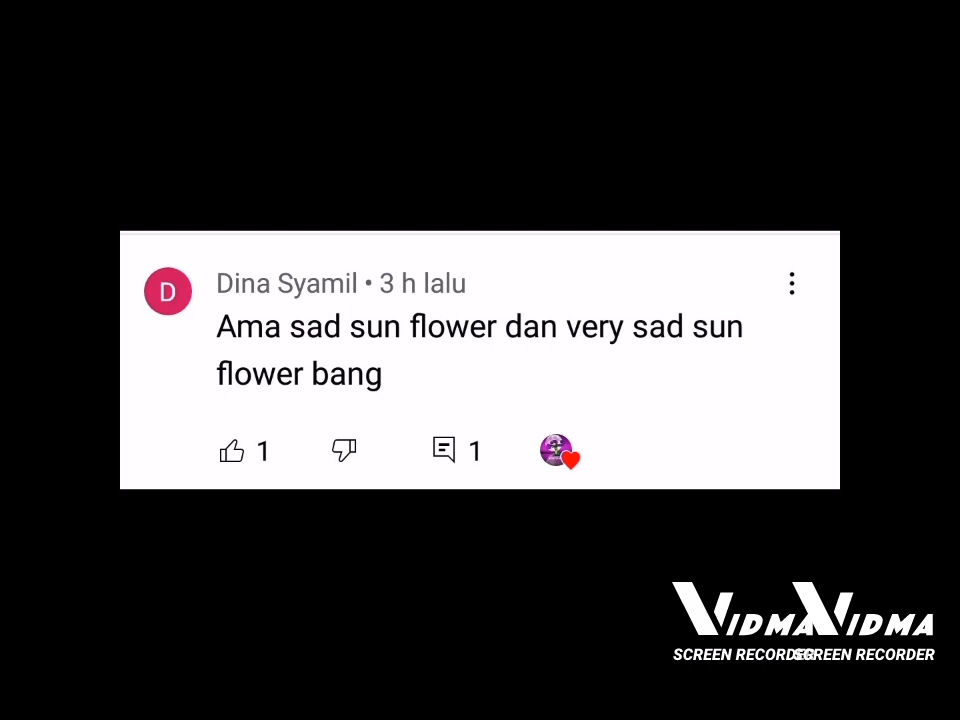 D
Dina Syamil • 3 h lalu
Ama sad sun flower dan very sad sun
flower bang
1
1
VIDMA VIDMA
SCREEN RECORDER SCREEN RECORDER